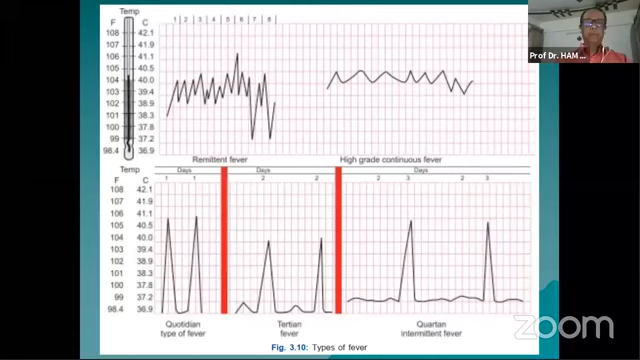 Temp
F C
1 2 3 4 5 6 7 8
108 42.1
107 41.9
106 41.1
105 40.5
104 40.0
103 39.4
102 38.9
101 38.3
100 37.8
99 37.2
98.4 36.9
Remittent fever
High grade continuous fever
Temp
F C
Days
1 1
Days
2 2
Days
2 3 2 3
108 42.1
107 41.9
106 41.1
105 40.5
104 40.0
103 39.4
102 38.9
101 38.3
100 37.8
99 37.2
98.4 36.9
Quotidian
type of fever
Tertian
fever
Quartan
intermittent fever
Fig. 3.10: Types of fever
Prof Dr. HAM ...
zoom